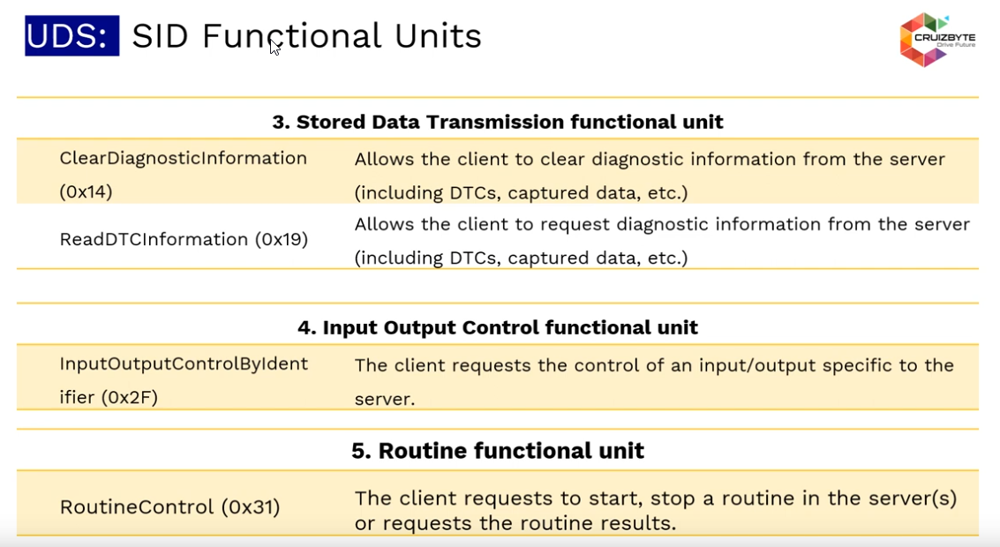 UDS: SID Functional Units
CRUIZBYTE
Drive Future
3. Stored Data Transmission functional unit
ClearDiagnosticInformation
(0x14)
Allows the client to clear diagnostic information from the server
(including DTCs, captured data, etc.)
ReadDTCInformation (0x19)
Allows the client to request diagnostic information from the server
(including DTCs, captured data, etc.)
4. Input Output Control functional unit
InputOutputControlByIdent
ifier (0x2F)
The client requests the control of an input/output specific to the
server.
5. Routine functional unit
RoutineControl (0x31)
The client requests to start, stop a routine in the server(s)
or requests the routine results.